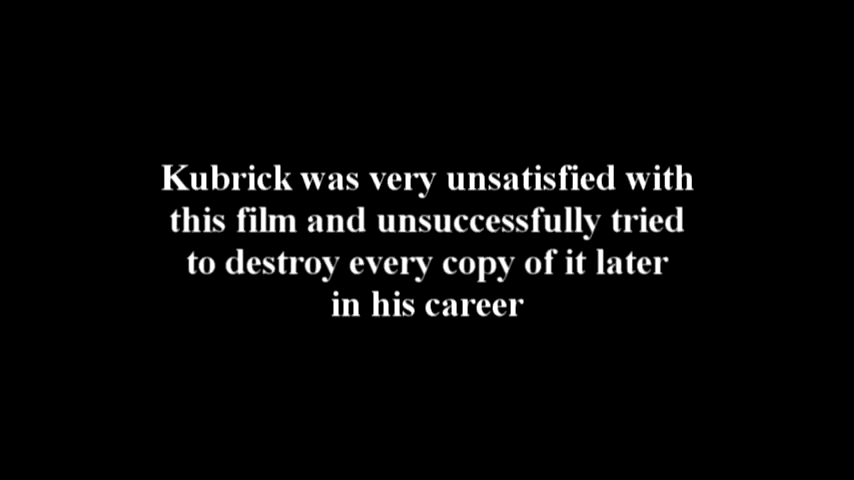 Kubrick was very unsatisfied with
this film and unsuccessfully tried
to destroy every copy of it later
in his career